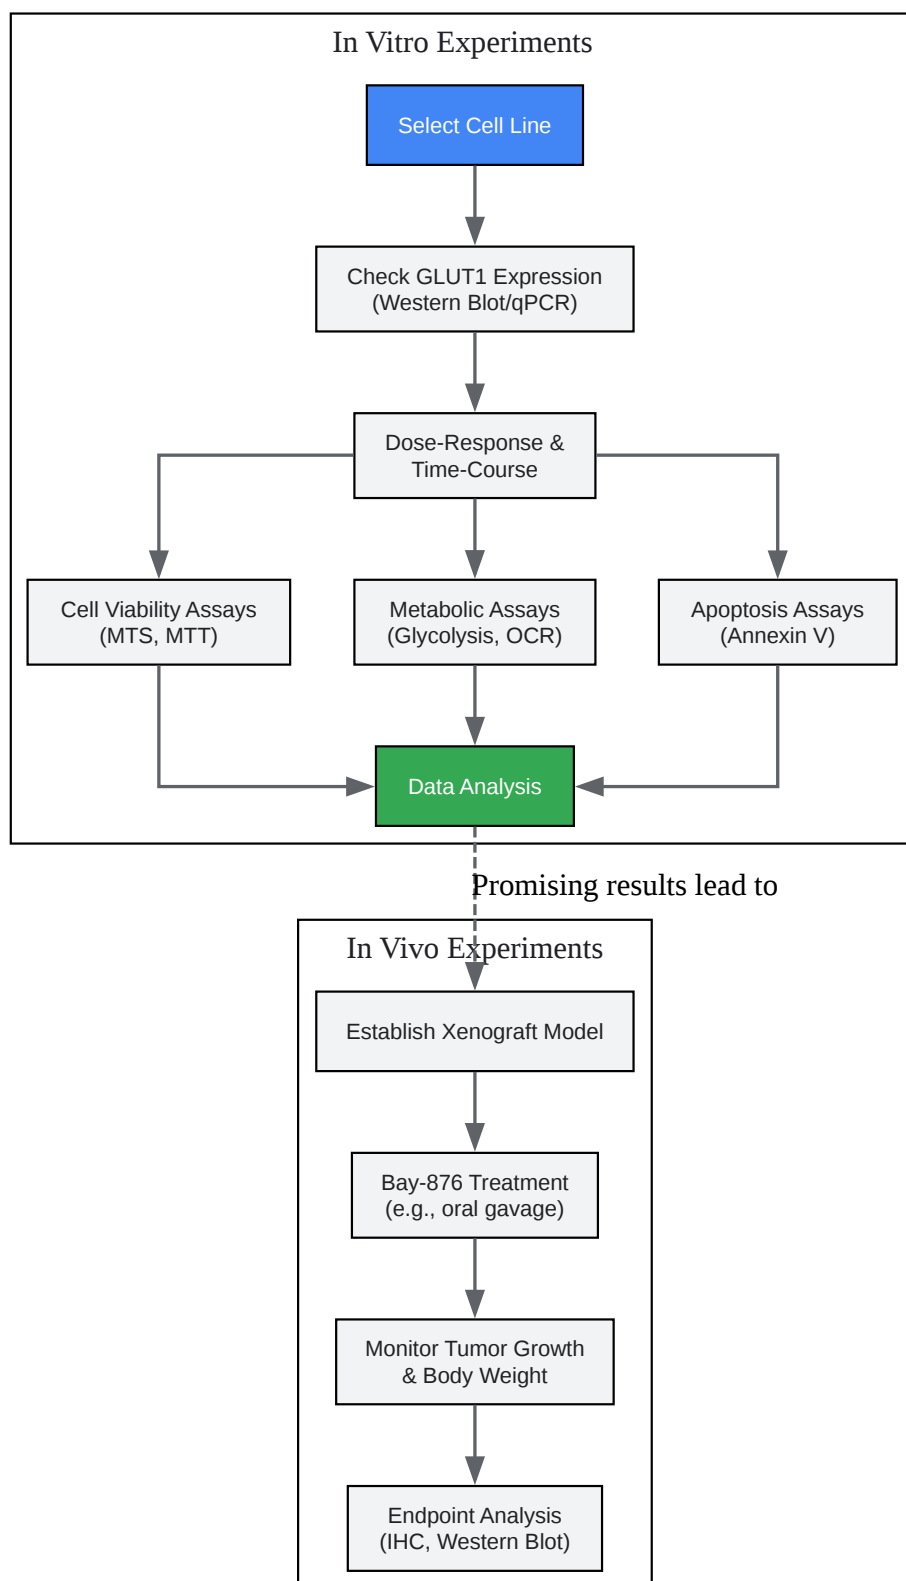 In Vitro Experiments
Select Cell Line
Check GLUT1 Expression
(Western Blot/qPCR)
Dose-Response &
Time-Course
Cell Viability Assays
(MTS, MTT)
Metabolic Assays
(Glycolysis, OCR)
Apoptosis Assays
(Annexin V)
Data Analysis
Promising results lead to
In Vivo Experiments
Establish Xenograft Model
Bay-876 Treatment
(e.g., oral gavage)
Monitor Tumor Growth
& Body Weight
Endpoint Analysis
(IHC, Western Blot)